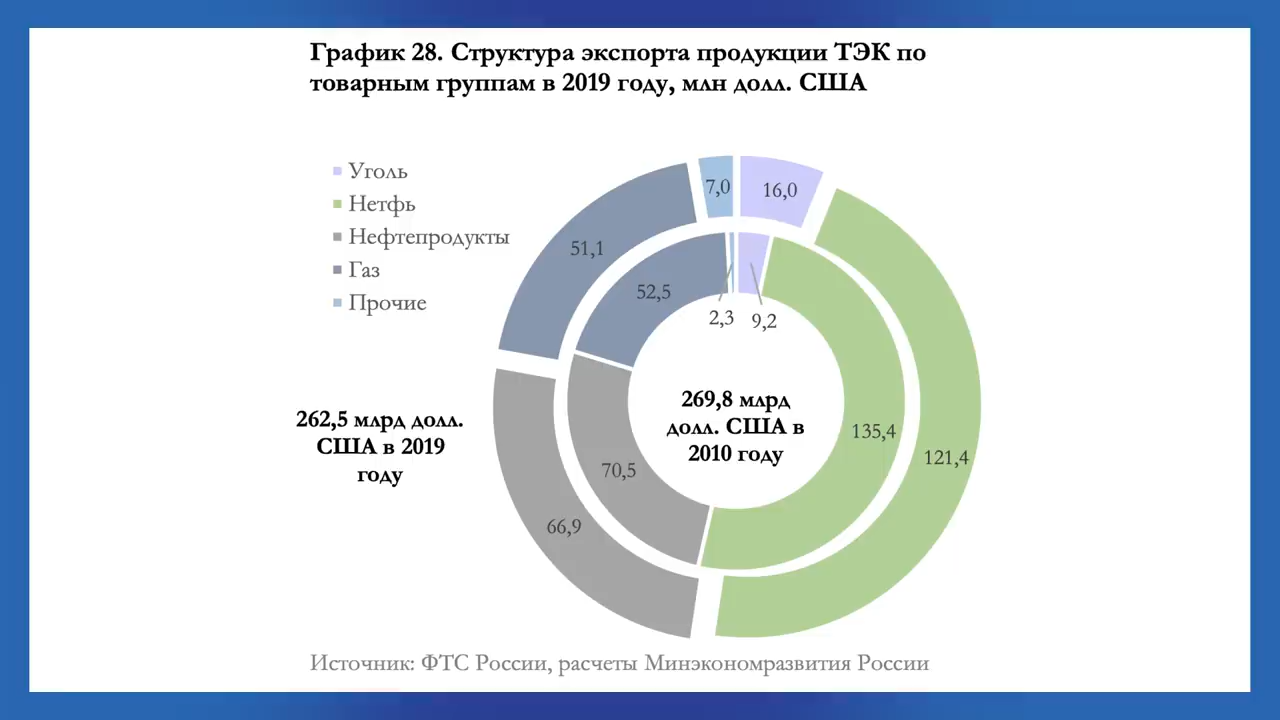 График 28. Структура экспорта продукции ТЭК по
товарным группам в 2019 году, млн долл. США
Уголь
Нетфь
Нефтепродукты
Газ
Прочие
7,0
16,0
51,1
52,5
2,3
9,2
262,5 млрд долл.
США в 2019
году
269,8 млрд
долл. США в
2010 году
135,4
121,4
70,5
66,9
Источник: ФТС России, расчеты Минэкономразвития России